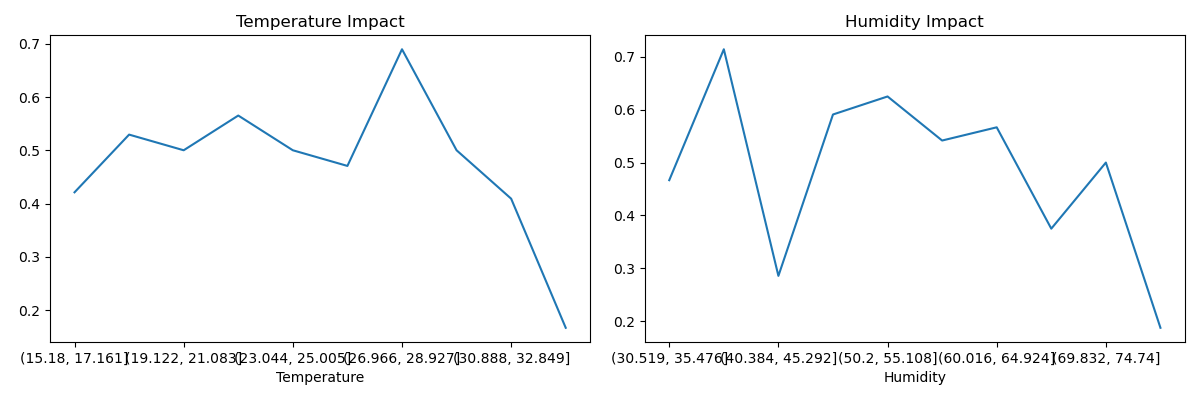 Temperature Impact
0.7
0.6
0.5
0.4
0.3
0.2
(15.18, 17.161] (19.122, 21.083] (23.044, 25.005] (26.966, 28.927] (30.888, 32.849]
Temperature
Humidity Impact
0.7
0.6
0.5
0.4
0.3
0.2
(30.519, 35.476] (40.384, 45.292] (50.2, 55.108] (60.016, 64.924] (69.832, 74.74]
Humidity